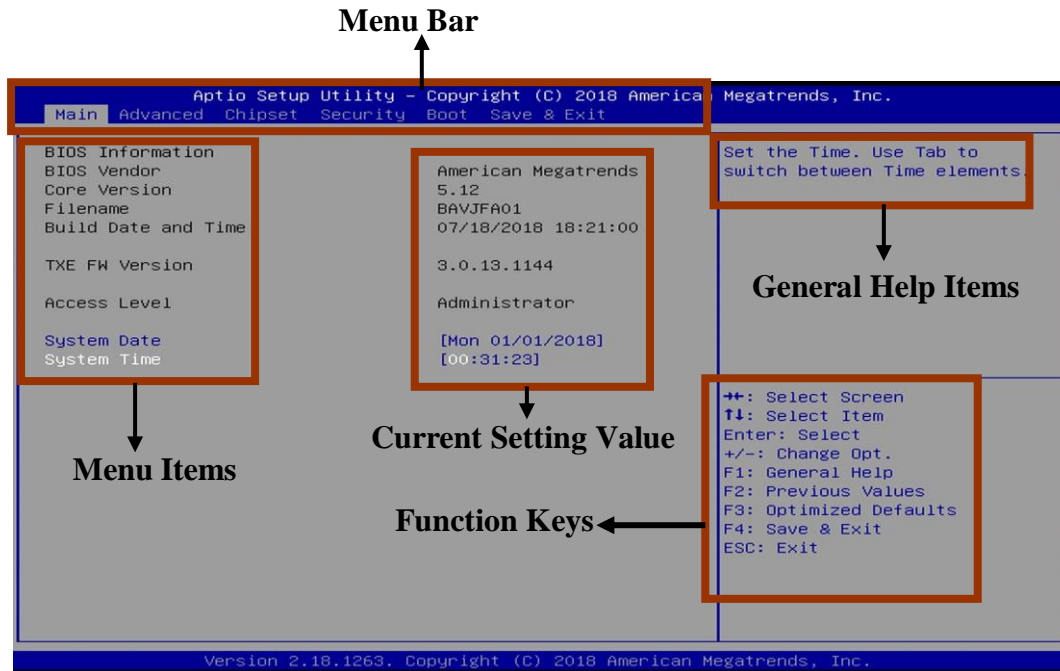 Menu Bar
Aptio Setup Utility – Copyright (C) 2018 American Megatrends, Inc.
Main Advanced Chipset Security Boot Save & Exit
BIOS Information
BIOS Vendor American Megatrends
Core Version 5.12
Filename BAVJFA01
Build Date and Time 07/18/2018 18:21:00
TXE FW Version 3.0.13.1144
Access Level Administrator
System Date [Mon 01/01/2018]
System Time [00:31:23]
Set the Time. Use Tab to
switch between Time elements.
General Help Items
Current Setting Value
Menu Items
→←: Select Screen
↑↓: Select Item
Enter: Select
+/-: Change Opt.
F1: General Help
F2: Previous Values
F3: Optimized Defaults
F4: Save & Exit
ESC: Exit
Function Keys
Version 2.18.1263. Copyright (C) 2018 American Megatrends, Inc.